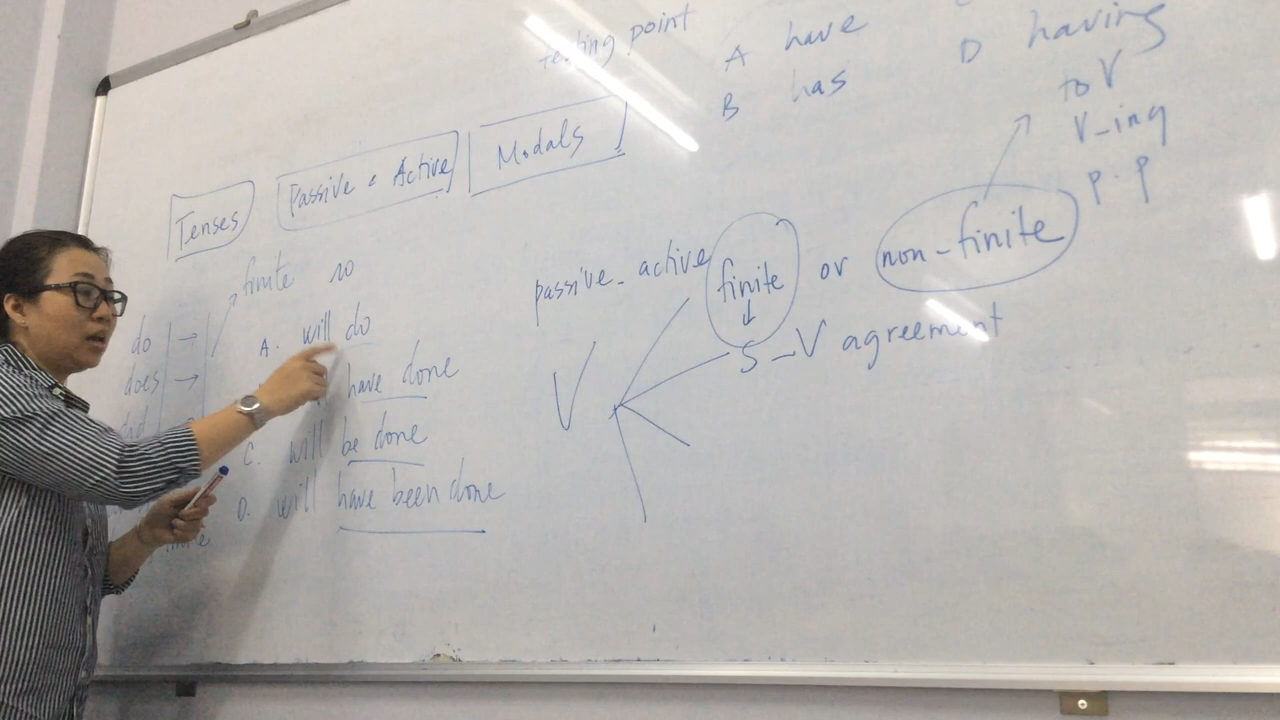 testing point
A have
B has
D having
to V
V-ing
p.p
Tenses
Passive & Active
Modals
finite
passive - active
finite or non-finite
S-V agreement
V
do →
does →
did
A. will do
have done
C. will be done
D. will have been done